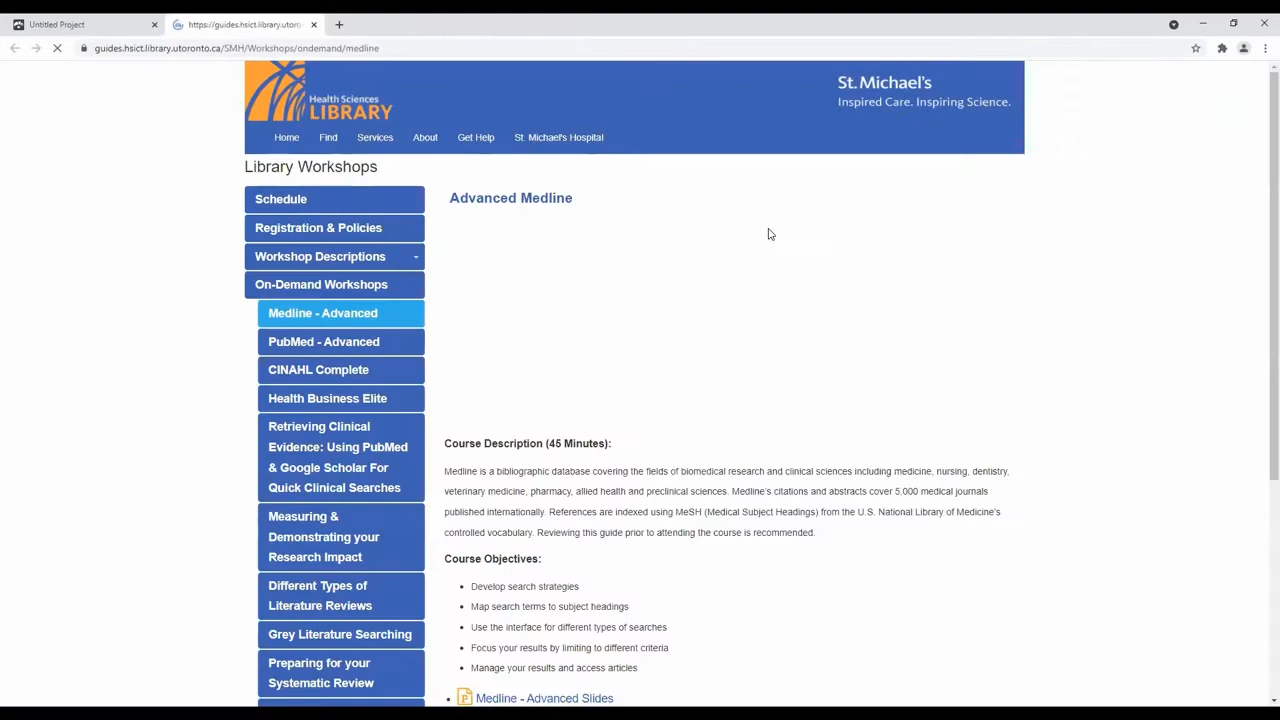 Untitled Project
https://guides.hsict.library.utoron
guides.hsict.library.utoronto.ca/SMH/Workshops/ondemand/medline
Health Sciences
LIBRARY
St. Michael's
Inspired Care. Inspiring Science.
Home Find Services About Get Help St. Michael's Hospital
Library Workshops
Schedule
Registration & Policies
Workshop Descriptions
On-Demand Workshops
Medline - Advanced
PubMed - Advanced
CINAHL Complete
Health Business Elite
Retrieving Clinical
Evidence: Using PubMed
& Google Scholar For
Quick Clinical Searches
Measuring &
Demonstrating your
Research Impact
Different Types of
Literature Reviews
Grey Literature Searching
Preparing for your
Systematic Review
Advanced Medline
Course Description (45 Minutes):
Medline is a bibliographic database covering the fields of biomedical research and clinical sciences including medicine, nursing, dentistry,
veterinary medicine, pharmacy, allied health and preclinical sciences. Medline's citations and abstracts cover 5,000 medical journals
published internationally. References are indexed using MeSH (Medical Subject Headings) from the U.S. National Library of Medicine's
controlled vocabulary. Reviewing this guide prior to attending the course is recommended.
Course Objectives:
• Develop search strategies
• Map search terms to subject headings
• Use the interface for different types of searches
• Focus your results by limiting to different criteria
• Manage your results and access articles
• Medline - Advanced Slides